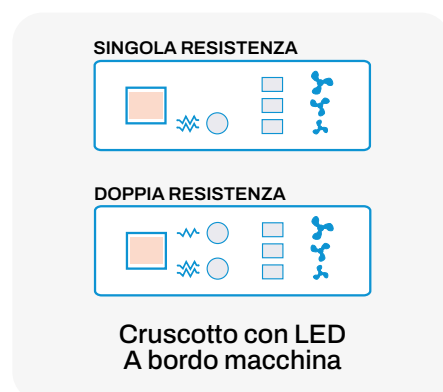 SINGOLA RESISTENZA
DOPPIA RESISTENZA
Cruscotto con LED
A bordo macchina